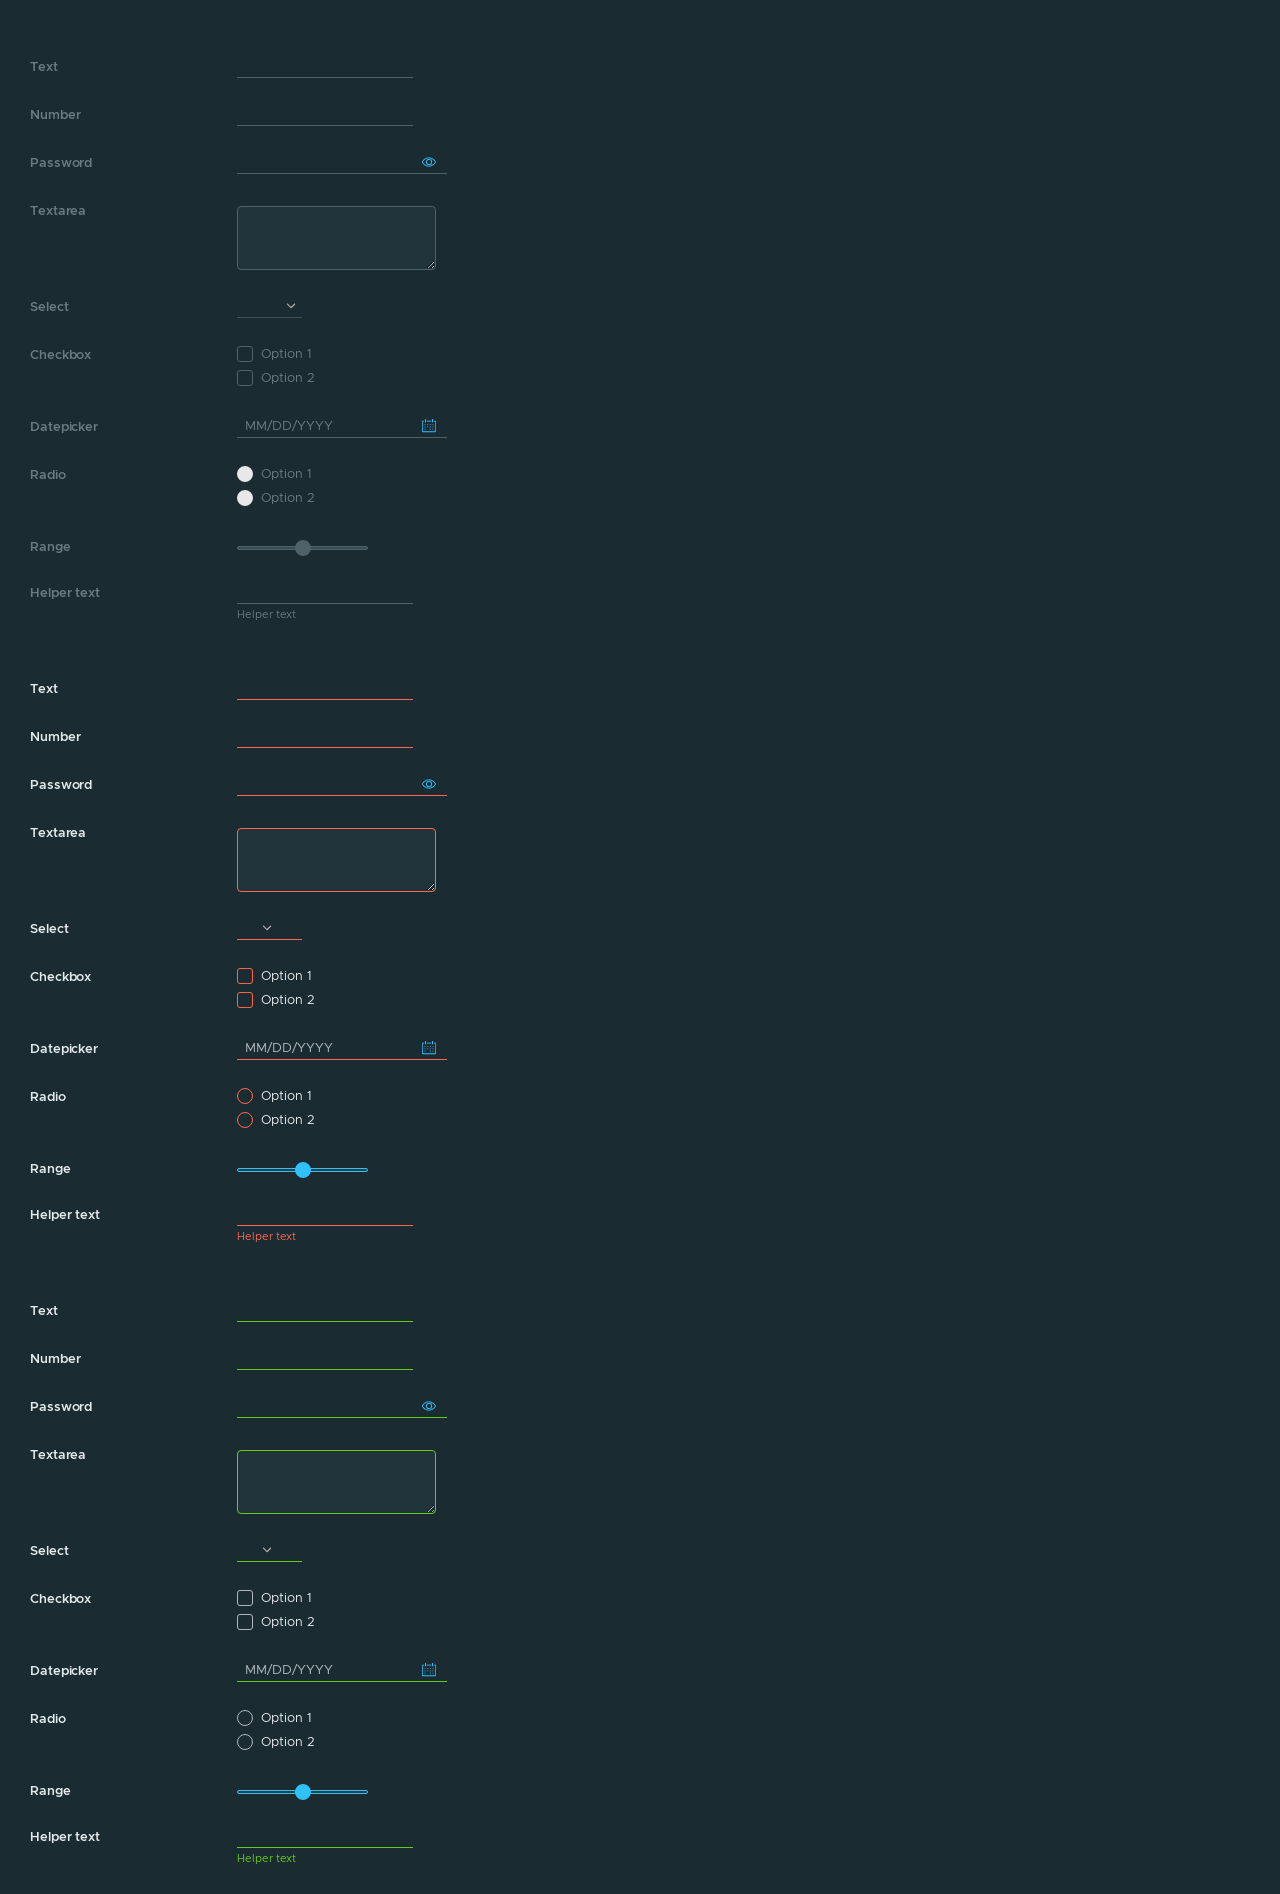 Text
Number
Password
Textarea
Select
Checkbox
Option 1
Option 2
Datepicker
MM/DD/YYYY
Radio
Option 1
Option 2
Range
Helper text
Helper text
Text
Number
Password
Textarea
Select
Checkbox
Option 1
Option 2
Datepicker
MM/DD/YYYY
Radio
Option 1
Option 2
Range
Helper text
Helper text
Text
Number
Password
Textarea
Select
Checkbox
Option 1
Option 2
Datepicker
MM/DD/YYYY
Radio
Option 1
Option 2
Range
Helper text
Helper text